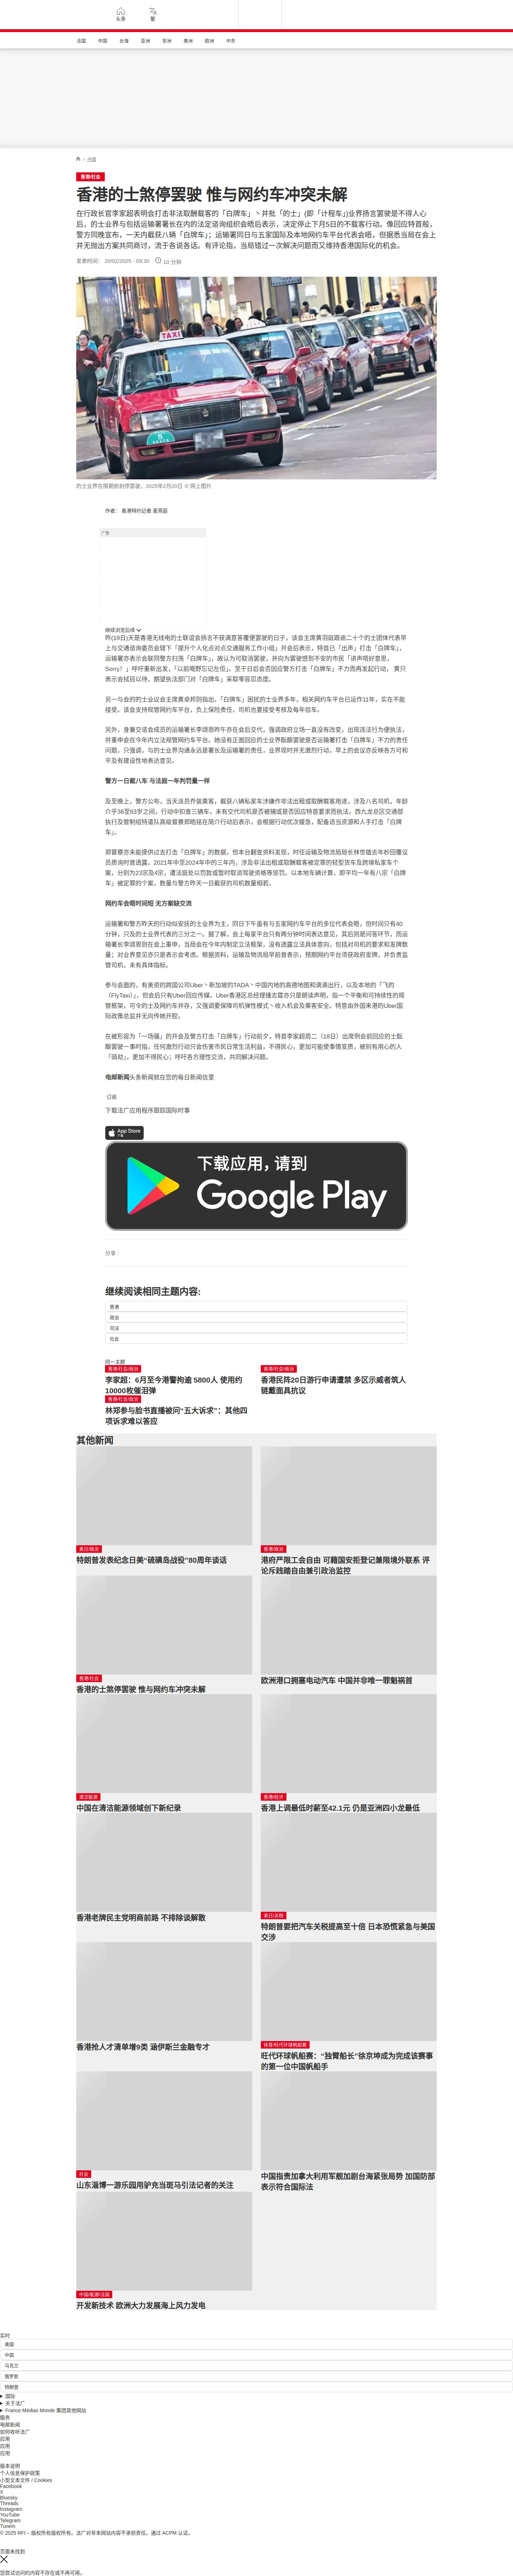 头条
繁
法国
中国
台湾
亚洲
非洲
美洲
欧洲
中东
/ 中国
香港/社会
香港的士煞停罢驶 惟与网约车冲突未解
在行政长官李家超表明会打击非法取酬载客的「白牌车」丶并批「的士」(即「计程车」)业界扬言罢驶是不得人心后，的士业界与包括运输署署长在内的法定谘询组织会晤后表示，决定停止下月5日的不载客行动。像回应特首般，警方同晚宣布，一天内截获八辆「白牌车」；运输署同日与五家国际及本地网约车平台代表会晤，但据悉当局在会上并无抛出方案共同商讨，流于各说各话。有评论指，当局错过一次解决问题而又维持香港国际化的机会。
发表时间： 20/02/2025 - 09:30
10 分钟
TAXI
的士业界在限期前刹停罢驶。2025年2月20日 © 网上图片
作者： 香港特约记者 麦燕庭
广告
继续浏览后续
昨(19日)天是香港无线电的士联谊会扬言不获满意答覆便罢驶的日子，该会主席黄羽庭跟逾二十个的士团体代表早上与交通谘询委员会辖下「提升个人化点对点交通服务工作小组」开会后表示，特首已「出声」打击「白牌车」，运输署亦表示会联同警方扫荡「白牌车」，故认为可取消罢驶，并向为罢驶感到不安的市民「讲声唔好意思，Sorry! 」呼吁重新出发，「以前嘅野忘记左佢」。至于日后会否因应警方打击「白牌车」不力而再发起行动， 黄只表示会拭目以待，期望执法部门对「白牌车」采取零容忍态度。
另一与会的的士业议会主席黄卓邦则指出，「白牌车」困扰的士业界多年，相关网约车平台已运作11年，实在不能接受。该会支持规管网约车平台，负上保险责任，司机也要接受考核及每年验车。
另外，身兼交谘会成员的运输署长李颂恩昨午亦在会后交代，强调政府立场一直没有改变，出现违法行为便执法，并重申会在今年内立法规管网约车平台。她没有正面回应的士业界酝酿罢驶是否运输署打击「白牌车」不力的责任问题，只强调，与的士业界沟通永远是署长及运输署的责任，业界现时并无激烈行动，早上的会议亦反映各方可和平及有建设性地表达意见。
警方一日截八车 与法庭一年判罚量一样
及至晚上，警方公布，当天派员乔装乘客，截获八辆私家车涉嫌作非法出租或取酬载客用途，涉及八名司机，年龄介乎36至63岁之间，行动中扣查三辆车，未有交代司机是否被捕或是否因应特首要求而执法。西九龙总区交通部执行及管制组特遣队高级督察郑皓铭在简介行动后表示，会根据行动优次缓急，配备适当资源和人手打击「白牌车」。
郑督察亦未能提供过去打击「白牌车」的数据，但本台翻查资料发现，时任运输及物流局局长林世雄去年秒回覆议员质询时曾透露，2021年中至2024年中的三年内，涉及非法出租或取酬载客被定罪的轻型货车及跨境私家车个案，分别为23宗及4宗，遭法庭处以罚款或暂时取消驾驶资格等惩罚。以本地车辆计算，即平均一年有八宗「白牌车」被定罪的个案，数量与警方昨天一日截获的司机数量相若。
网约车会晤时间短 无方案缺交流
运输署和警方昨天的行动似安抚的士业界为主，同日下午虽有与五家网约车平台的多位代表会晤，但时间只有40分钟，只及的士业界代表的三分之一。据了解，会上每家平台只有两分钟时间表达意见，其后则是问答环节，而运输署长李颂恩则在会上重申，当局会在今年内制定立法框架，没有透露立法具体意向，包括对司机的要求和发牌数量；对业界意见亦只是表示会考虑。根据资料，运输及物流局早前曾表示，预期网约平台须获政府发牌，并负责监管司机，未有具体指标。
参与会面的，有美资的跨国公司Uber丶新加坡的TADA丶中国内地的高德地图和滴滴出行，以及本地的「飞的（FlyTaxi）」，但会后只有Uber回应传媒。Uber香港区总经理锺志霆亦只是朗读声明，指一个平衡和可持续性的规管框架，可令的士及网约车共存，又强调要保障司机弹性模式丶收入机会及乘客安全。特意由外国来港的Uber国际政策总监并无向传她开腔。
在被形容为「一场骚」的开会及警方打击「白牌车」行动前夕，特首李家超周二（18日）出席例会前回应的士酝酿罢驶一事时指，任何激烈行动只会伤害市民日常生活利益，不得民心，更加可能使事情变质，被别有用心的人「骑劫」，更加不得民心；呼吁各方理性交流，共同解决问题。
电邮新闻头条新闻就在您的每日新闻信里
订阅
下载法广应用程序跟踪国际时事
App Store
下载
下载应用，请到
Google Play
分享 :
继续阅读相同主题内容:
香港
政治
司法
社会
同一主题
香港/社会/政治
李家超：6月至今港警拘逾 5800人 使用约10000枚催泪弹
香港/社会/政治
香港民阵20日游行申请遭禁 多区示威者筑人链戴面具抗议
香港/社会/政治
林郑参与脸书直播被问“五大诉求”：其他四项诉求难以答应
其他新闻
美日/政治
特朗普发表纪念日美“硫磺岛战役”80周年谈话
香港/政治
港府严限工会自由 可藉国安拒登记兼限境外联系 评论斥践踏自由兼引政治监控
香港/社会
香港的士煞停罢驶 惟与网约车冲突未解
欧洲港口拥塞电动汽车 中国并非唯一罪魁祸首
清洁能源
中国在清洁能源领域创下新纪录
香港/经济
香港上调最低时薪至42.1元 仍是亚洲四小龙最低
香港老牌民主党明商前路 不排除谈解散
美日/关税
特朗普要把汽车关税提高至十倍 日本恐慌紧急与美国交涉
香港抢人才清单增9类 涵伊斯兰金融专才
体育/旺代环球帆船赛
旺代环球帆船赛：“独臂船长”徐京坤成为完成该赛事的第一位中国帆船手
社会
山东淄博一游乐园用驴充当斑马引法记者的关注
中国指责加拿大利用军舰加剧台海紧张局势 加国防部表示符合国际法
中国/能源/法国
开发新技术 欧洲大力发展海上风力发电
实时
美国
中国
乌克兰
俄罗斯
特朗普
国际
关于法广
France Médias Monde 集团其他网站
服务
电邮新闻
如何收听法广
应用
应用
应用
版本说明
个人信息保护政策
小型文本文件 / Cookies
Facebook
X
Bluesky
Threads
Instagram
YouTube
Telegram
TuneIn
© 2025 RFI – 版权所有版权所有。法广对非本网站内容不承担责任。通过 ACPM 认证。
页面未找到
您尝试访问的内容不存在或不再可用。